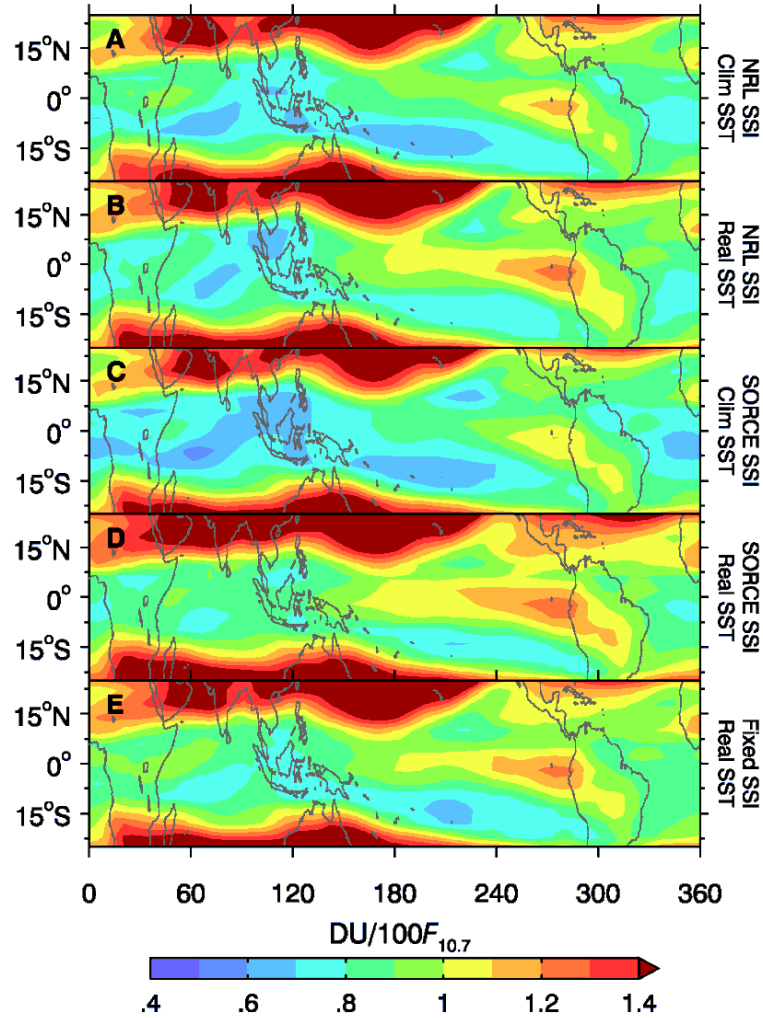 A
15°N
0°
15°S
NRL SSI
Clim SST
B
15°N
0°
15°S
NRL SSI
Real SST
C
15°N
0°
15°S
SORCE SSI
Clim SST
D
15°N
0°
15°S
SORCE SSI
Real SST
E
15°N
0°
15°S
Fixed SSI
Real SST
0 60 120 180 240 300 360
DU/100F10.7
.4 .6 .8 1 1.2 1.4